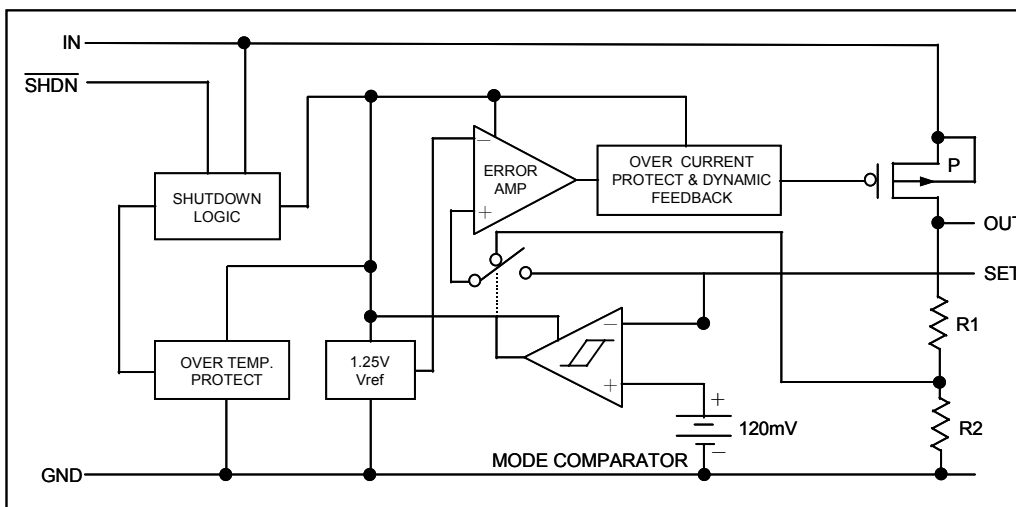 IN
SHDN
SHUTDOWN
LOGIC
ERROR
AMP
−
+
OVER CURRENT
PROTECT & DYNAMIC
FEEDBACK
P
OUT
SET
OVER TEMP.
PROTECT
1.25V
Vref
−
+
R1
+
120mV
−
R2
MODE COMPARATOR
GND